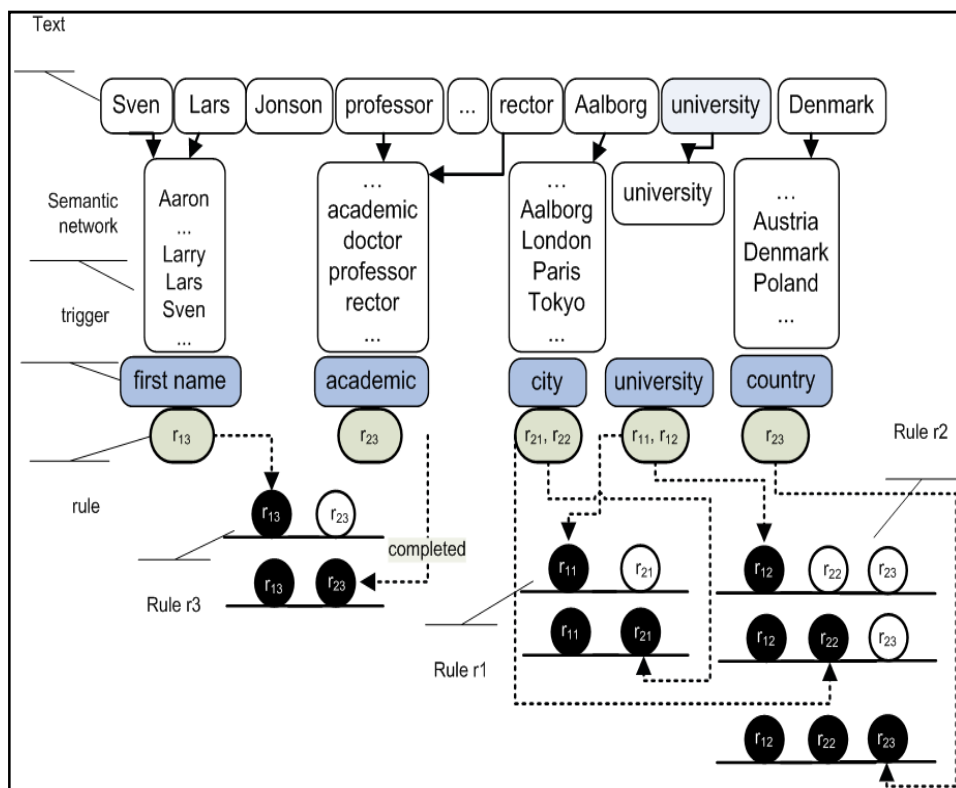 Text
Sven Lars Jonson professor ... rector Aalborg university Denmark
Semantic
network
trigger
rule
Aaron
...
Larry
Lars
Sven
...
...
academic
doctor
professor
rector
...
...
Aalborg
London
Paris
Tokyo
...
university
...
Austria
Denmark
Poland
...
first name academic city university country
r13 r23 r21, r22 r11, r12 r23
Rule r2
r13 r23
completed
r13 r23
Rule r3
r11 r21
r11 r21
Rule r1
r12 r22 r23
r12 r22 r23
r12 r22 r23